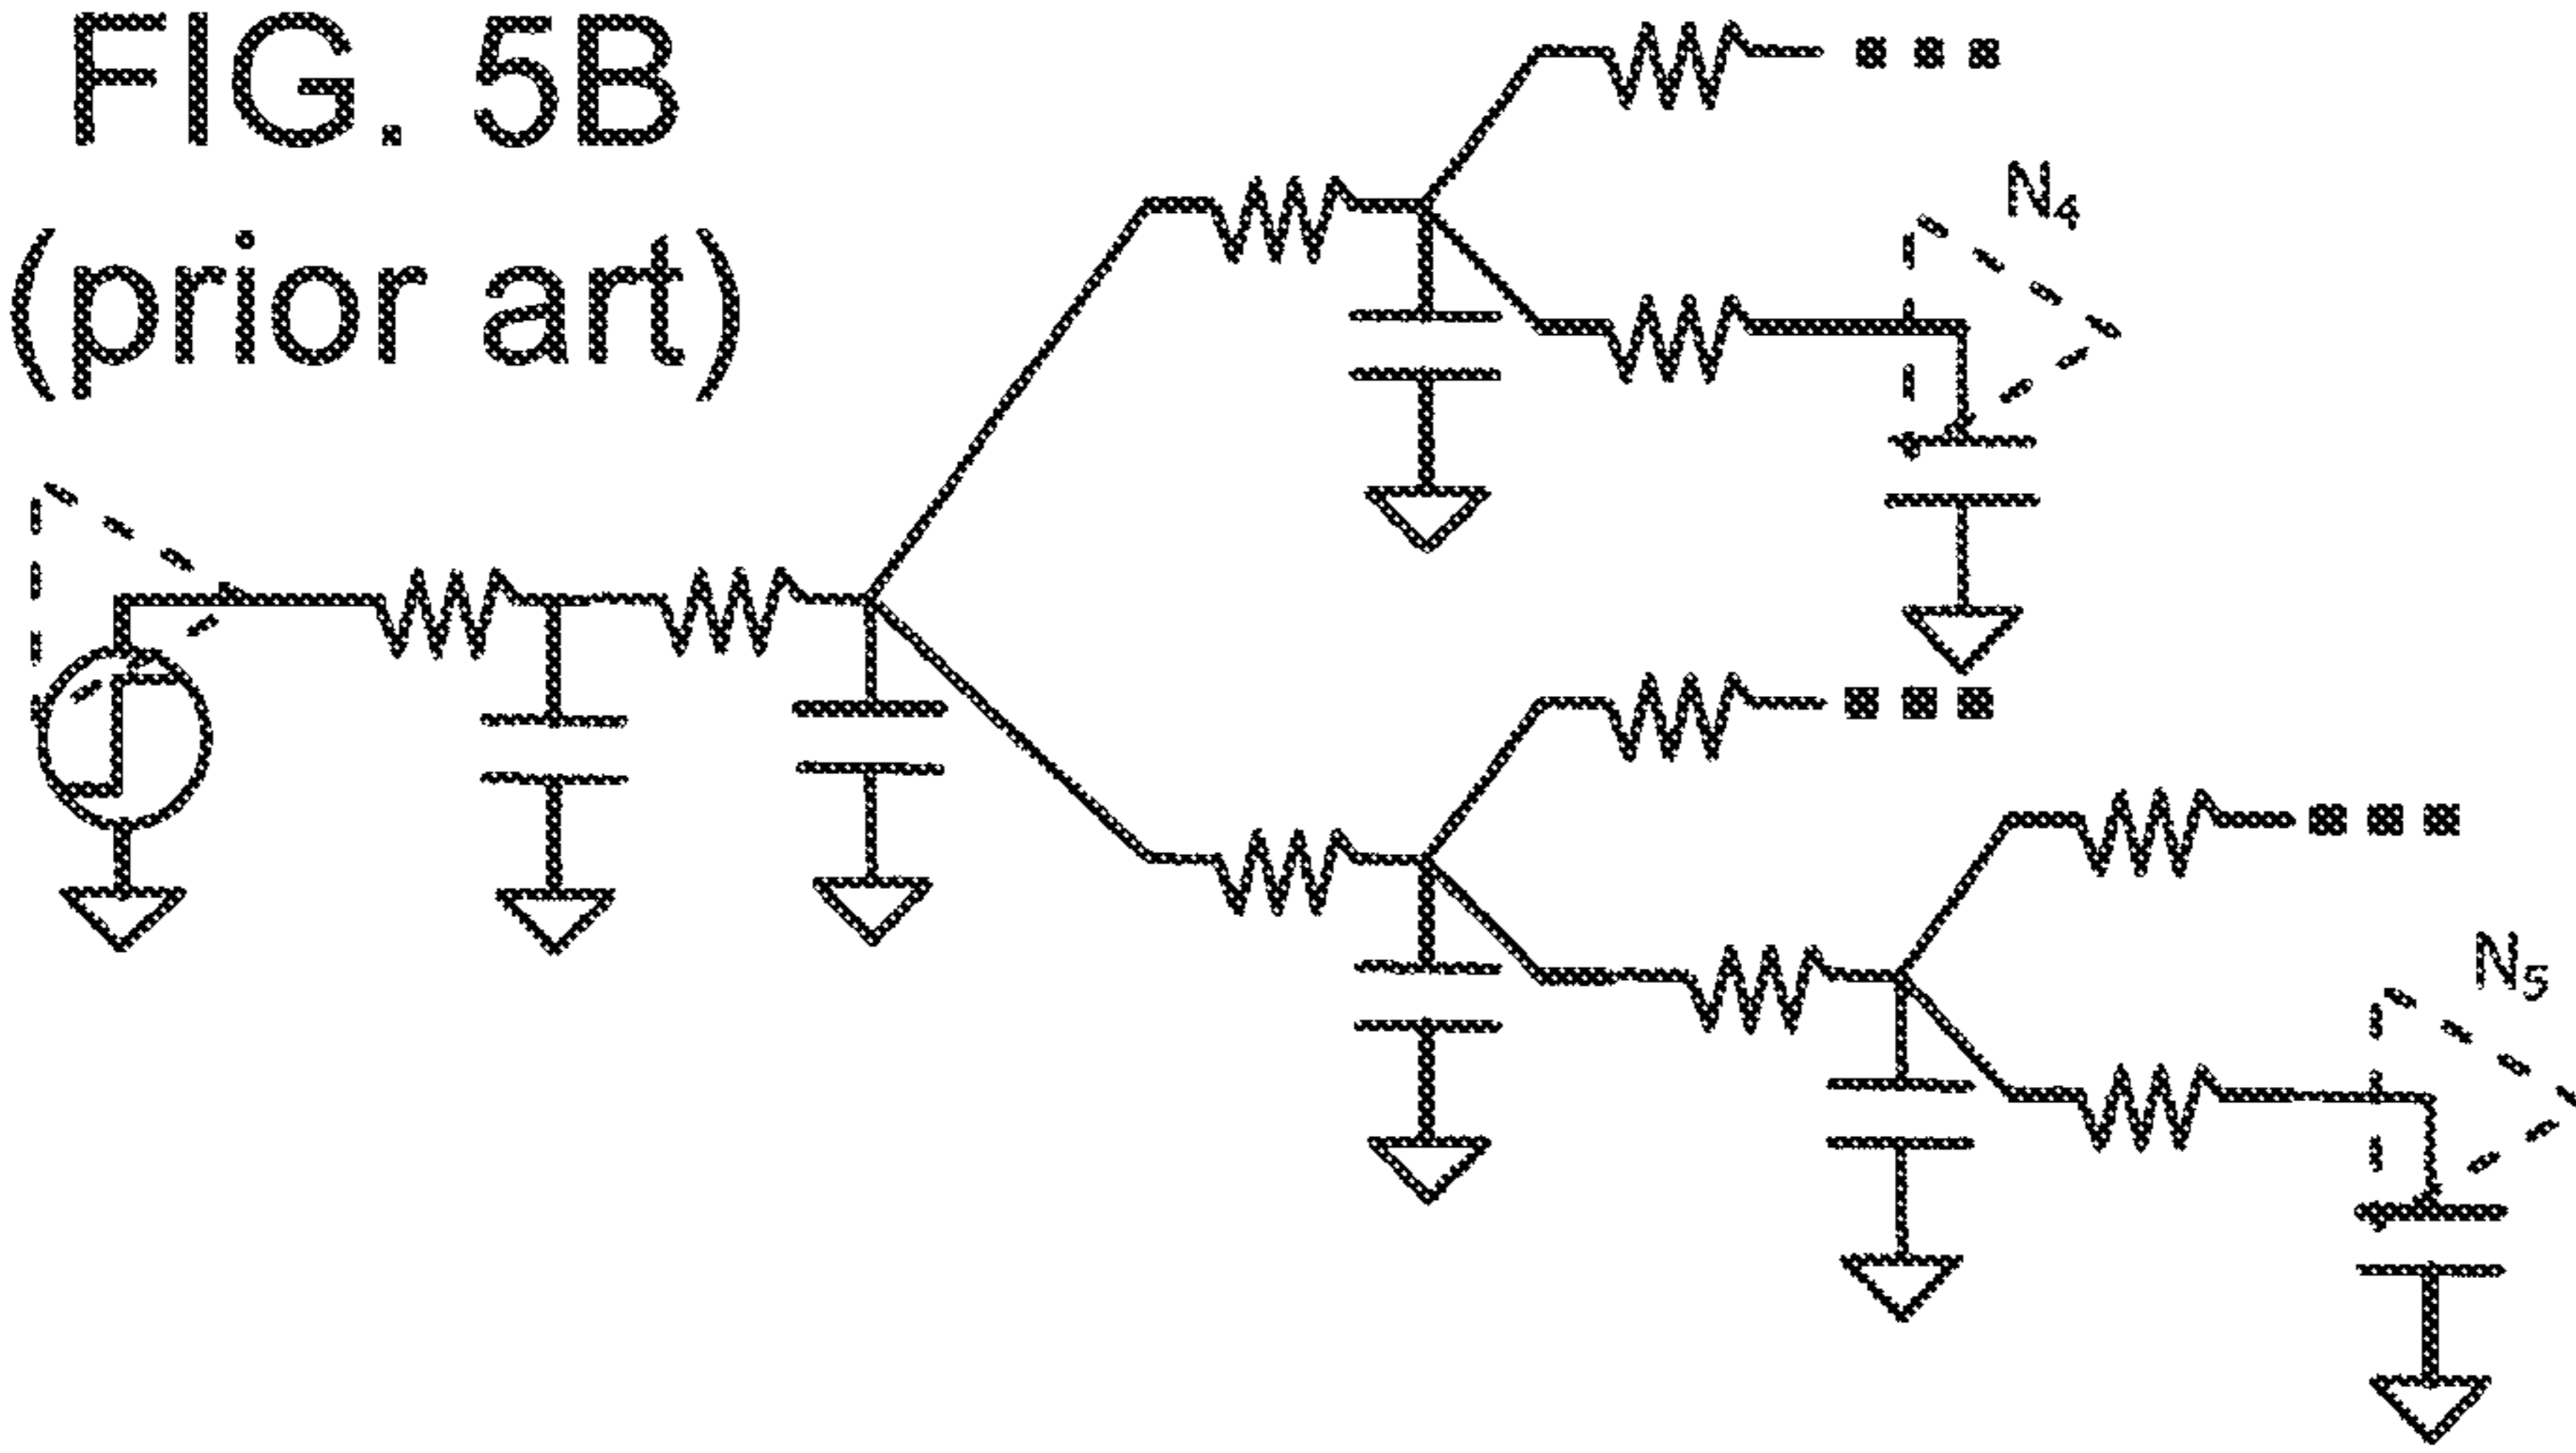 FIG. 5B
(prior art)
N₄
N₅